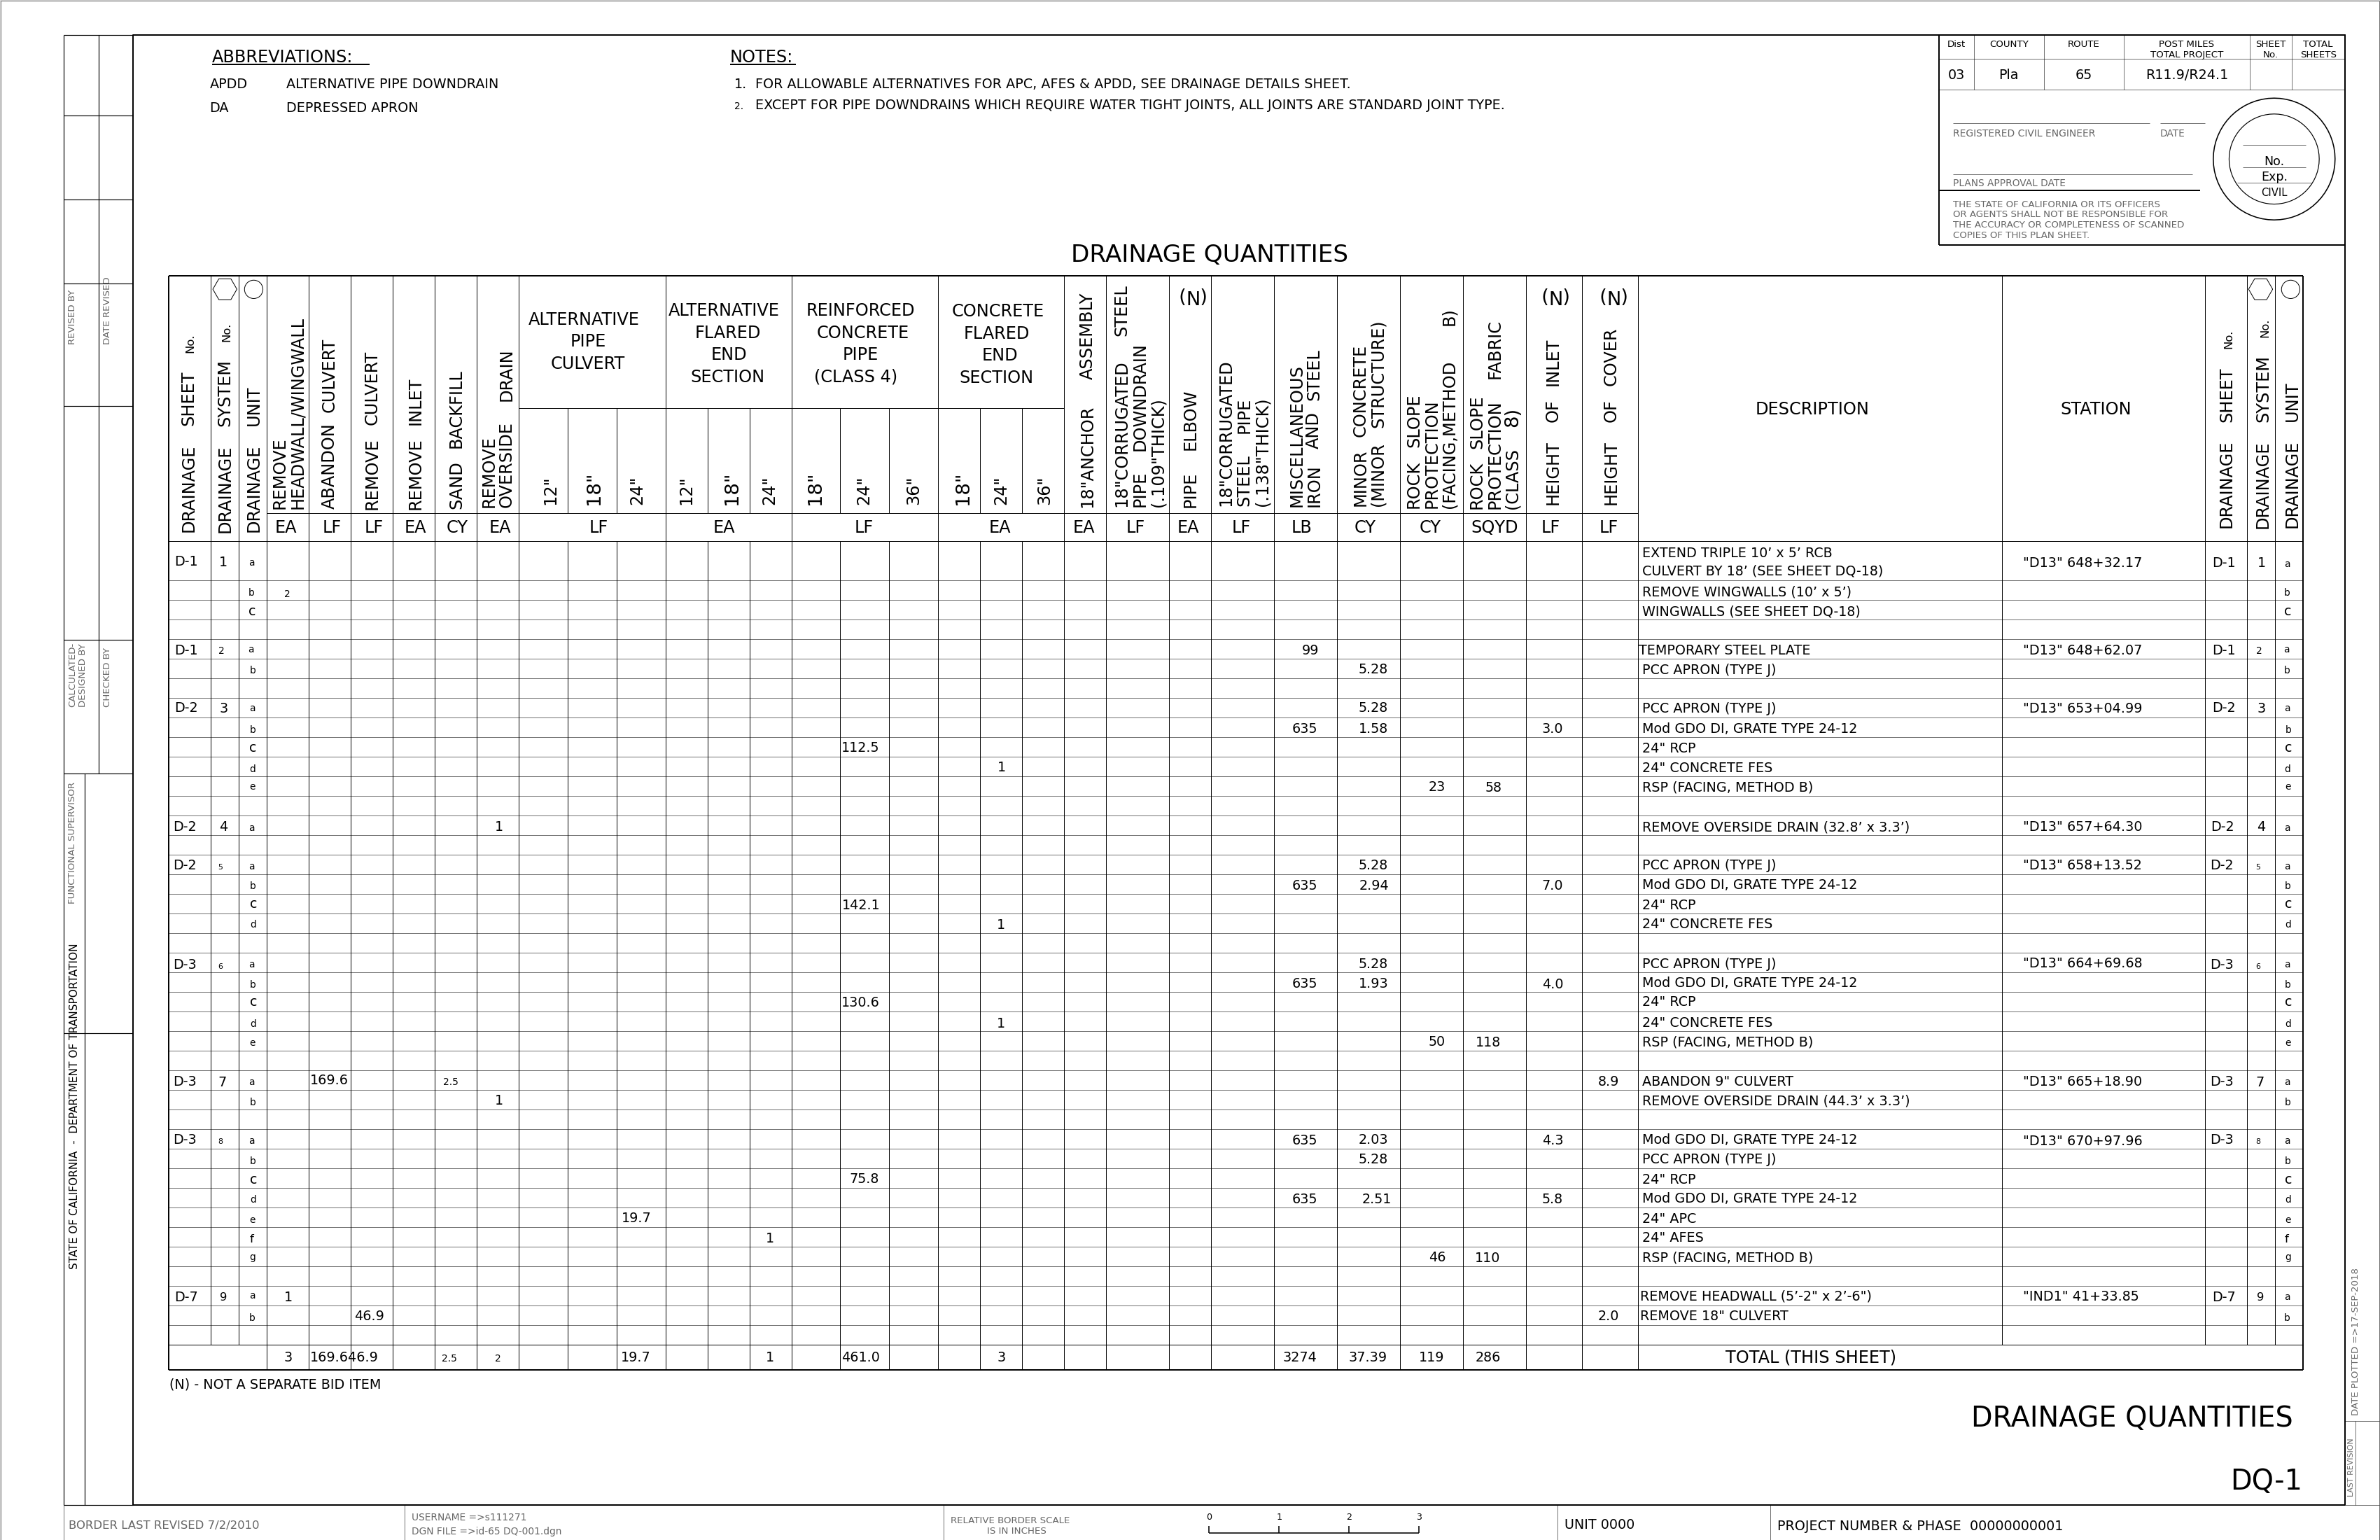 ABBREVIATIONS:
APDD ALTERNATIVE PIPE DOWNDRAIN
DA DEPRESSED APRON
NOTES:
1. FOR ALLOWABLE ALTERNATIVES FOR APC, AFES & APDD, SEE DRAINAGE DETAILS SHEET.
2. EXCEPT FOR PIPE DOWNDRAINS WHICH REQUIRE WATER TIGHT JOINTS, ALL JOINTS ARE STANDARD JOINT TYPE.
Dist COUNTY ROUTE POST MILES TOTAL PROJECT SHEET No. TOTAL SHEETS
03 Pla 65 R11.9/R24.1
REGISTERED CIVIL ENGINEER DATE
PLANS APPROVAL DATE
No.
Exp.
CIVIL
THE STATE OF CALIFORNIA OR ITS OFFICERS
OR AGENTS SHALL NOT BE RESPONSIBLE FOR
THE ACCURACY OR COMPLETENESS OF SCANNED
COPIES OF THIS PLAN SHEET.
REVISED BY
DATE REVISED
CALCULATED-
DESIGNED BY
CHECKED BY
FUNCTIONAL SUPERVISOR
STATE OF CALIFORNIA - DEPARTMENT OF TRANSPORTATION
DRAINAGE QUANTITIES
DRAINAGE SHEET No.
DRAINAGE SYSTEM No.
DRAINAGE UNIT
REMOVE
HEADWALL/WINGWALL
ABANDON CULVERT
REMOVE CULVERT
REMOVE INLET
SAND BACKFILL
REMOVE
OVERSIDE DRAIN
ALTERNATIVE
PIPE
CULVERT
12" 18" 24"
ALTERNATIVE
FLARED
END
SECTION
12" 18" 24"
REINFORCED
CONCRETE
PIPE
(CLASS 4)
18" 24" 36"
CONCRETE
FLARED
END
SECTION
18" 24" 36"
18"ANCHOR ASSEMBLY
18"CORRUGATED STEEL
PIPE DOWNDRAIN
(.109"THICK)
(N)
PIPE ELBOW
18"CORRUGATED
STEEL PIPE
(.138"THICK)
MISCELLANEOUS
IRON AND STEEL
MINOR CONCRETE
(MINOR STRUCTURE)
ROCK SLOPE
PROTECTION
(FACING,METHOD B)
ROCK SLOPE
PROTECTION FABRIC
(CLASS 8)
(N)
HEIGHT OF INLET
(N)
HEIGHT OF COVER
DESCRIPTION
STATION
DRAINAGE SHEET No.
DRAINAGE SYSTEM No.
DRAINAGE UNIT
EA LF LF EA CY EA LF EA LF EA EA LF EA LF LB CY CY SQYD LF LF
D-1 1 a EXTEND TRIPLE 10’ x 5’ RCB "D13" 648+32.17 D-1 1 a
CULVERT BY 18’ (SEE SHEET DQ-18)
b 2 REMOVE WINGWALLS (10’ x 5’) b
c WINGWALLS (SEE SHEET DQ-18) c
D-1 2 a 99 TEMPORARY STEEL PLATE "D13" 648+62.07 D-1 2 a
b 5.28 PCC APRON (TYPE J) b
D-2 3 a 5.28 PCC APRON (TYPE J) "D13" 653+04.99 D-2 3 a
b 635 1.58 3.0 Mod GDO DI, GRATE TYPE 24-12 b
c 112.5 24" RCP c
d 1 24" CONCRETE FES d
e 23 58 RSP (FACING, METHOD B) e
D-2 4 a 1 REMOVE OVERSIDE DRAIN (32.8’ x 3.3’) "D13" 657+64.30 D-2 4 a
D-2 5 a 5.28 PCC APRON (TYPE J) "D13" 658+13.52 D-2 5 a
b 635 2.94 7.0 Mod GDO DI, GRATE TYPE 24-12 b
c 142.1 24" RCP c
d 1 24" CONCRETE FES d
D-3 6 a 5.28 PCC APRON (TYPE J) "D13" 664+69.68 D-3 6 a
b 635 1.93 4.0 Mod GDO DI, GRATE TYPE 24-12 b
c 130.6 24" RCP c
d 1 24" CONCRETE FES d
e 50 118 RSP (FACING, METHOD B) e
D-3 7 a 169.6 2.5 8.9 ABANDON 9" CULVERT "D13" 665+18.90 D-3 7 a
b 1 REMOVE OVERSIDE DRAIN (44.3’ x 3.3’) b
D-3 8 a 635 2.03 4.3 Mod GDO DI, GRATE TYPE 24-12 "D13" 670+97.96 D-3 8 a
b 5.28 PCC APRON (TYPE J) b
c 75.8 24" RCP c
d 635 2.51 5.8 Mod GDO DI, GRATE TYPE 24-12 d
e 19.7 24" APC e
f 1 24" AFES f
g 46 110 RSP (FACING, METHOD B) g
D-7 9 a 1 REMOVE HEADWALL (5’-2" x 2’-6") "IND1" 41+33.85 D-7 9 a
b 46.9 2.0 REMOVE 18" CULVERT b
3 169.6 46.9 2.5 2 19.7 1 461.0 3 3274 37.39 119 286 TOTAL (THIS SHEET)
(N) - NOT A SEPARATE BID ITEM
DRAINAGE QUANTITIES
DQ-1
DATE PLOTTED =>17-SEP-2018
LAST REVISION
BORDER LAST REVISED 7/2/2010
USERNAME =>s111271
DGN FILE =>id-65 DQ-001.dgn
RELATIVE BORDER SCALE
IS IN INCHES
0 1 2 3
UNIT 0000
PROJECT NUMBER & PHASE 00000000001